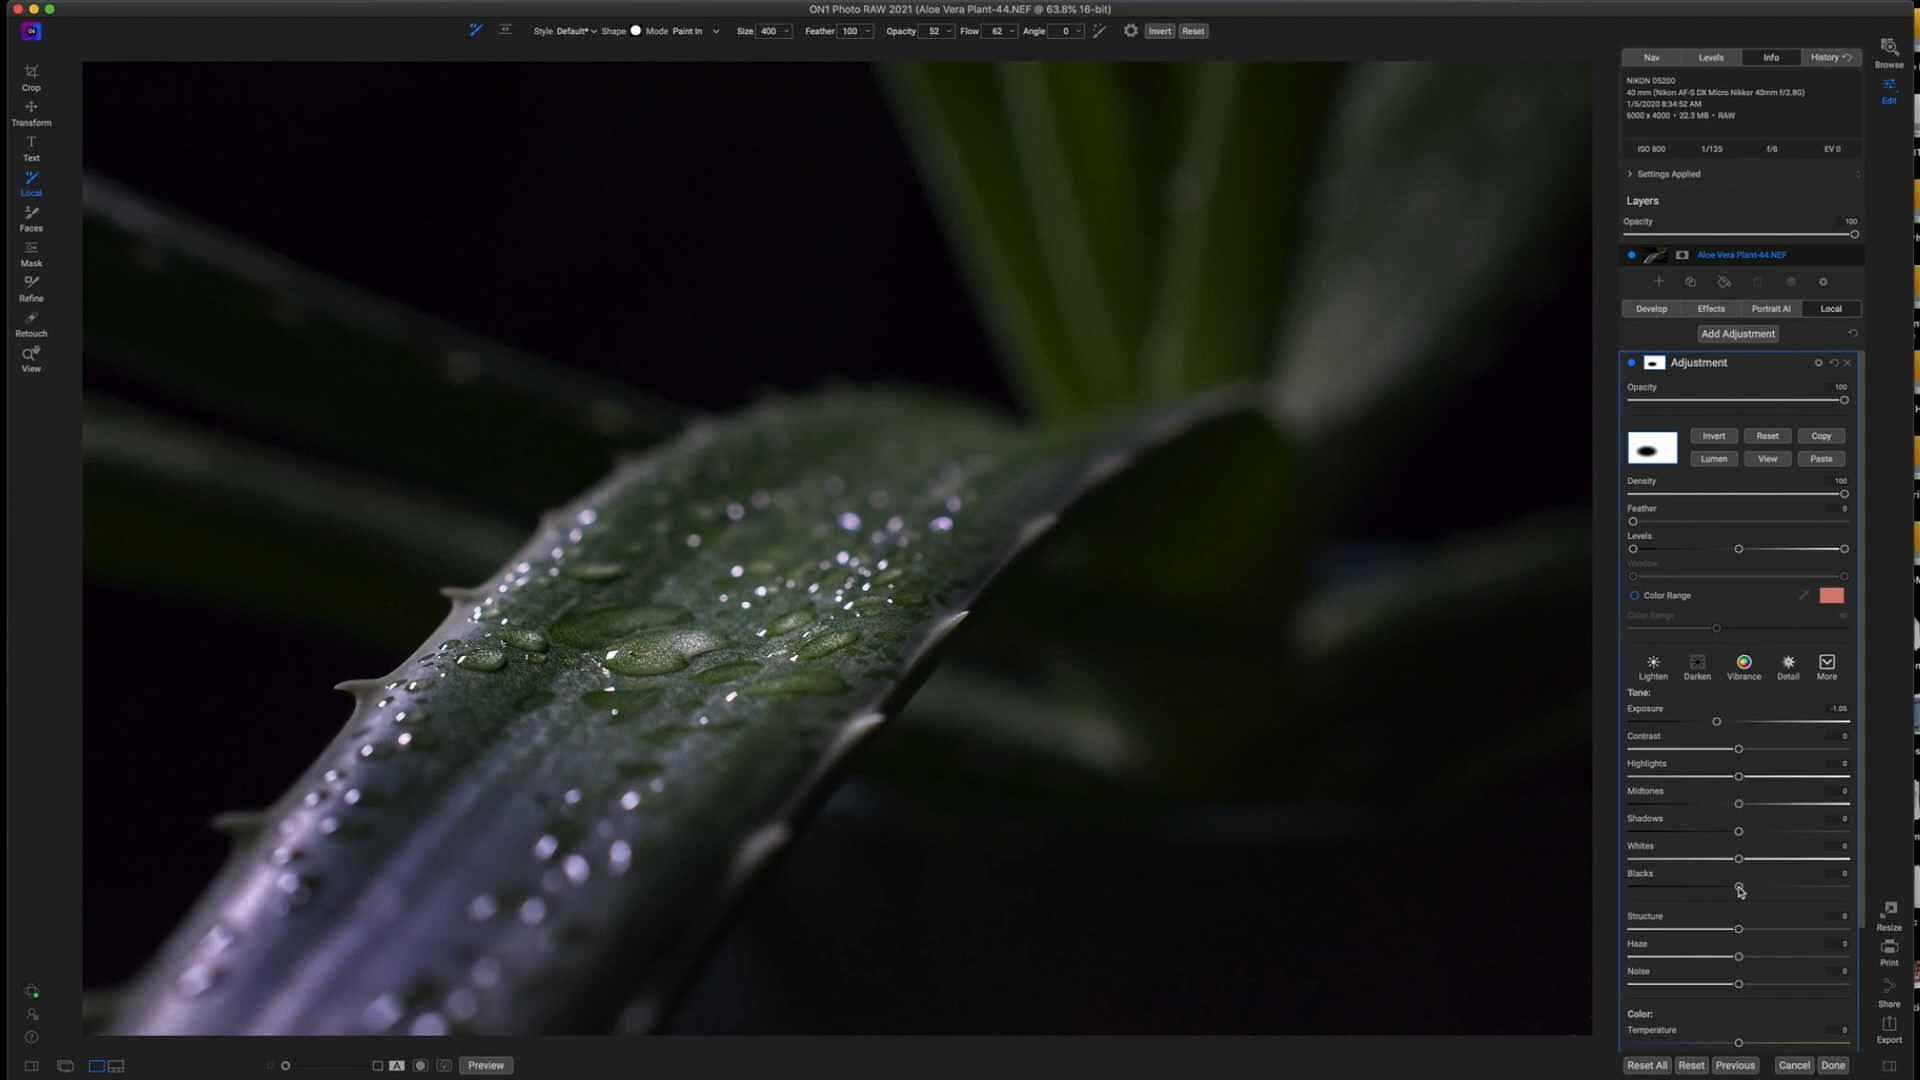 ON1 Photo RAW 2021 (Aloe Vera Plant-44.NEF @ 63.8% 16-bit)
Style Default* Shape Mode Paint In Size 400 Feather 100 Opacity 52 Flow 62 Angle 0 Invert Reset
Crop
Transform
Text
Local
Faces
Mask
Refine
Retouch
View
Nav Levels Info History
NIKON D5200
40 mm (Nikon AF-S DX Micro Nikkor 40mm f/2.8G)
1/5/2020 8:34:52 AM
6000 x 4000 • 22.3 MB • RAW
ISO 800 1/125 f/8 EV 0
Settings Applied
Layers
Opacity 100
Aloe Vera Plant-44.NEF
Develop Effects Portrait AI Local
Add Adjustment
Adjustment
Opacity 100
Invert Reset Copy
Lumen View Paste
Density 100
Feather 0
Levels
Window
Color Range
Color Range 40
Lighten Darken Vibrance Detail More
Tone:
Exposure -1.05
Contrast 0
Highlights 0
Midtones 0
Shadows 0
Whites 0
Blacks 0
Structure 0
Haze 0
Noise 0
Color:
Temperature 0
Reset All Reset Previous Cancel Done
Browse
Edit
Resize
Print
Share
Export
A Preview